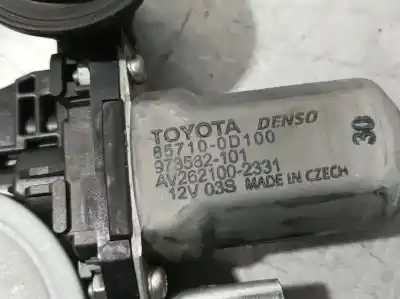 TOYOTA DENSO
85710-0D100
973582-101
AV262100-2331
12V 03S MADE IN CZECH
30